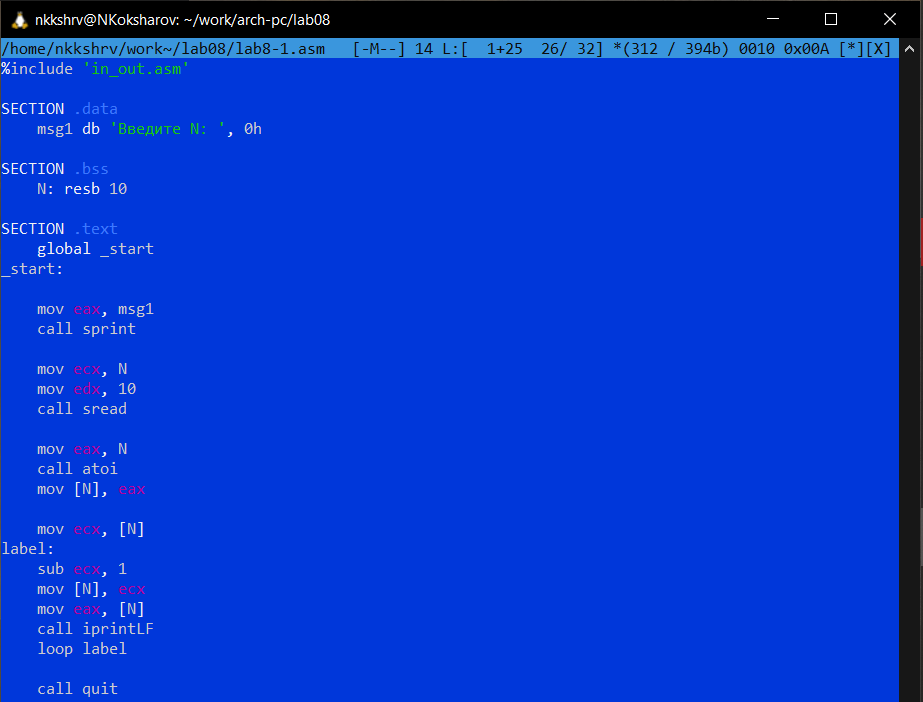 nkkshrv@NKoksharov: ~/work/arch-pc/lab08
/home/nkkshrv/work~/lab08/lab8-1.asm   [-M--] 14 L:[  1+25  26/ 32] *(312 / 394b) 0010 0x00A [*][X]
%include 'in_out.asm'
SECTION .data
    msg1 db 'Введите N: ', 0h
SECTION .bss
    N: resb 10
SECTION .text
    global _start
_start:
    mov eax, msg1
    call sprint
    mov ecx, N
    mov edx, 10
    call sread
    mov eax, N
    call atoi
    mov [N], eax
    mov ecx, [N]
label:
    sub ecx, 1
    mov [N], ecx
    mov eax, [N]
    call iprintLF
    loop label
    call quit